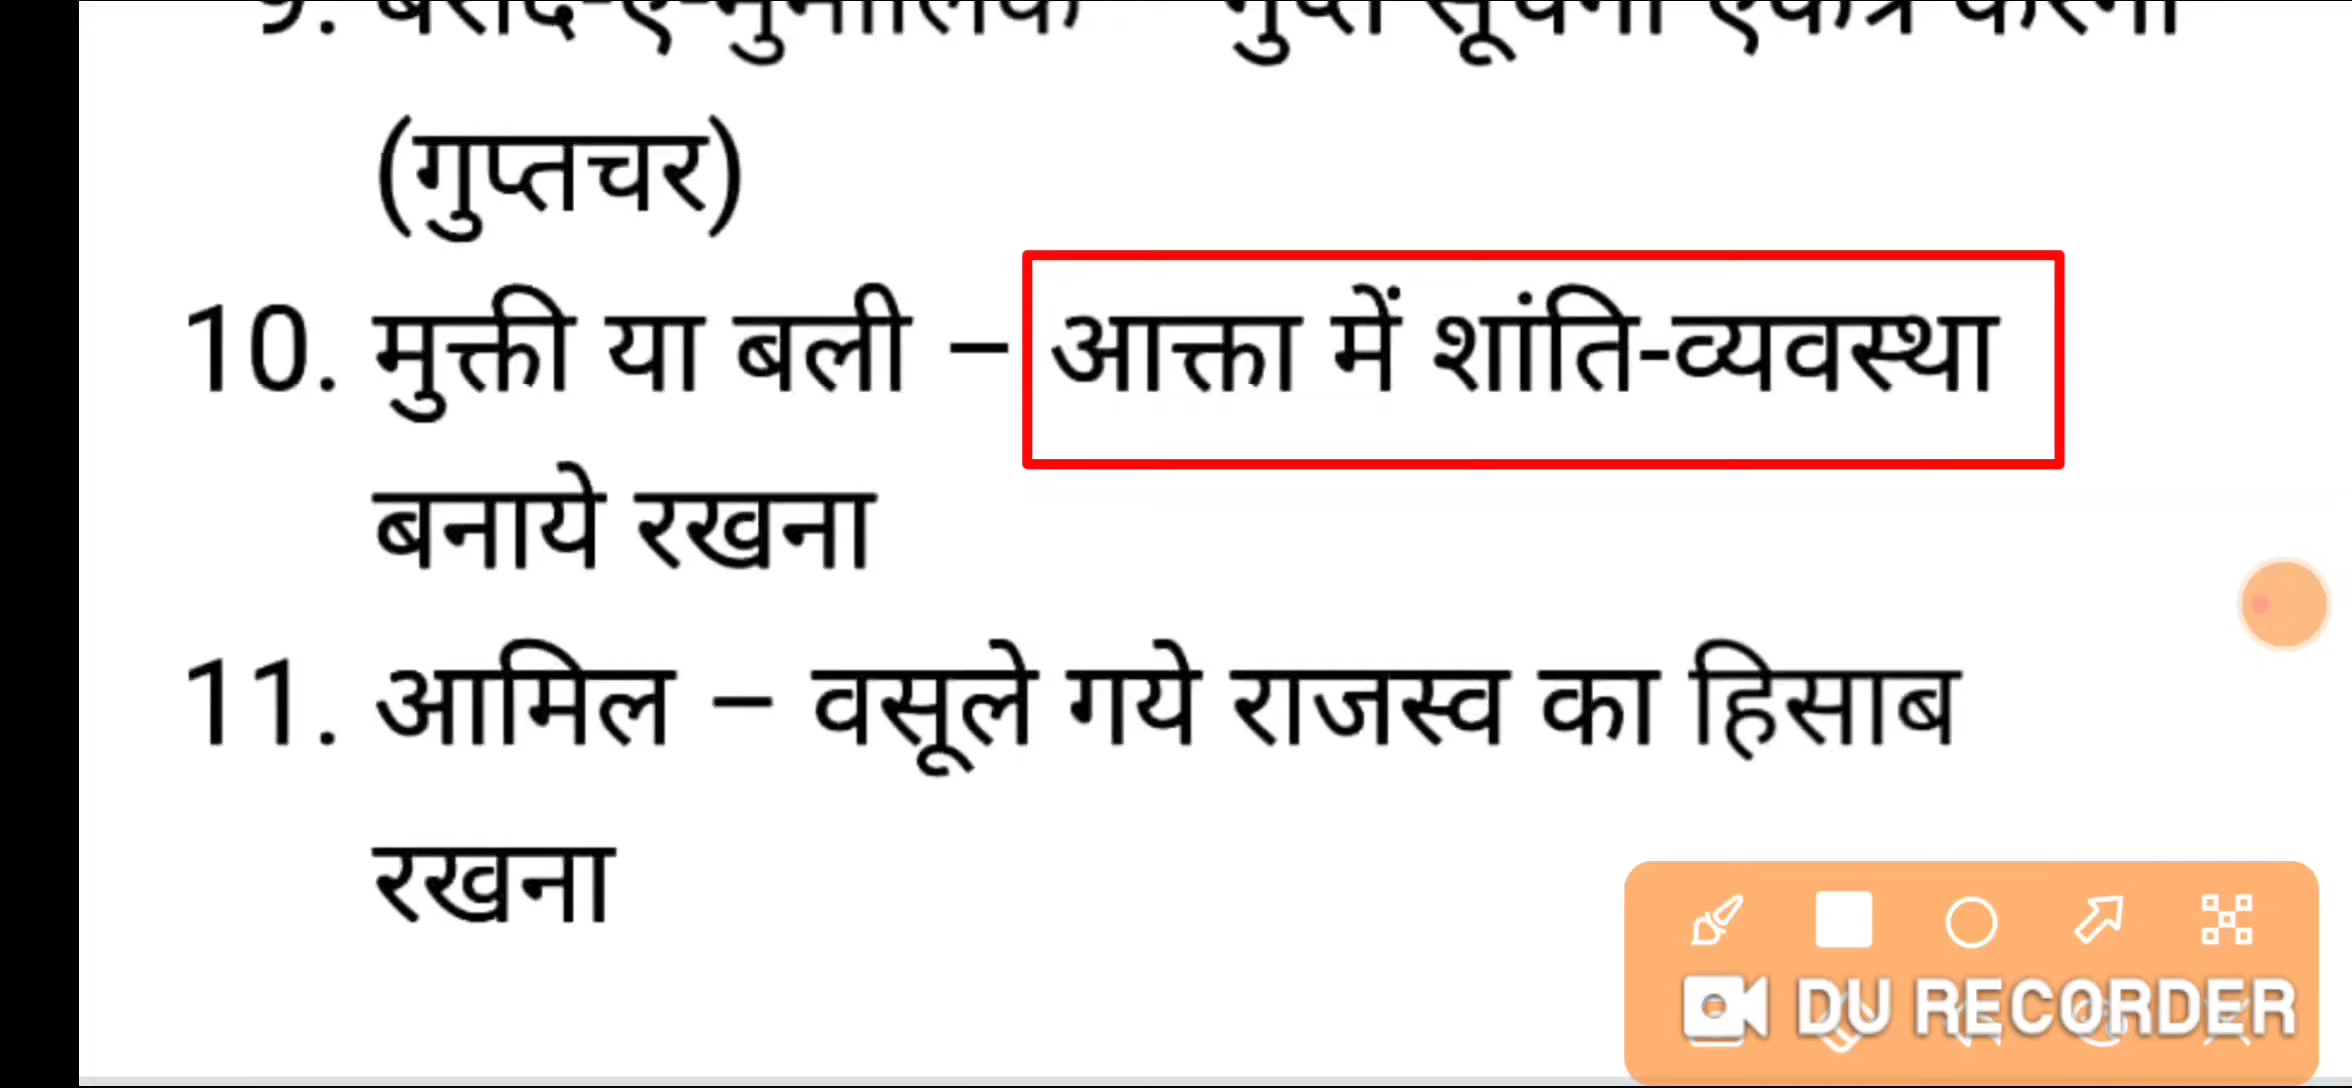 (गुप्तचर)
10. मुक्ती या बली – आक्ता में शांति-व्यवस्था
बनाये रखना
11. आमिल – वसूले गये राजस्व का हिसाब
रखना
DU RECORDER